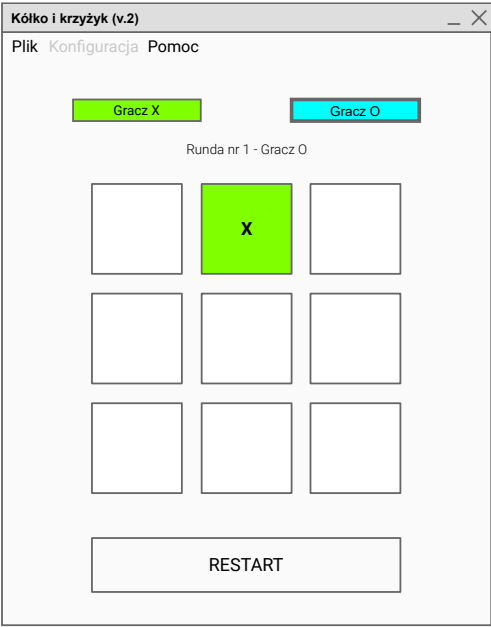 Kółko i krzyżyk (v.2)
Plik Konfiguracja Pomoc
Gracz X Gracz O
Runda nr 1 - Gracz O
X
RESTART